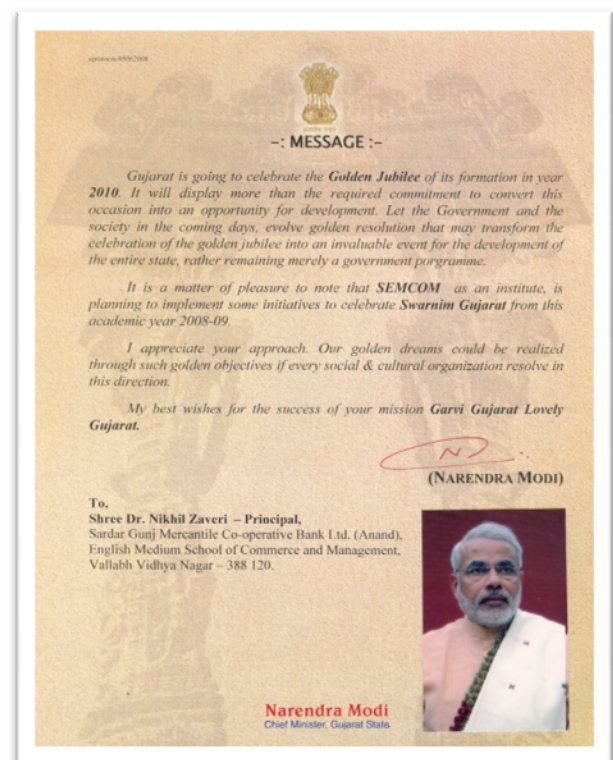 -: MESSAGE :-
Gujarat is going to celebrate the Golden Jubilee of its formation in year
2010. It will display more than the required commitment to convert this
occasion into an opportunity for development. Let the Government and the
society in the coming days, evolve golden resolution that may transform the
celebration of the golden jubilee into an invaluable event for the development of
the entire state, rather remaining merely a government porgramme.
It is a matter of pleasure to note that SEMCOM as an institute, is
planning to implement some initiatives to celebrate Swarnim Gujarat from this
academic year 2008-09.
I appreciate your approach. Our golden dreams could be realized
through such golden objectives if every social & cultural organization resolve in
this direction.
My best wishes for the success of your mission Garvi Gujarat Lovely
Gujarat.
(NARENDRA MODI)
To,
Shree Dr. Nikhil Zaveri – Principal,
Sardar Gunj Mercantile Co-operative Bank Ltd. (Anand),
English Medium School of Commerce and Management,
Vallabh Vidhya Nagar – 388 120.
Narendra Modi
Chief Minister, Gujarat State